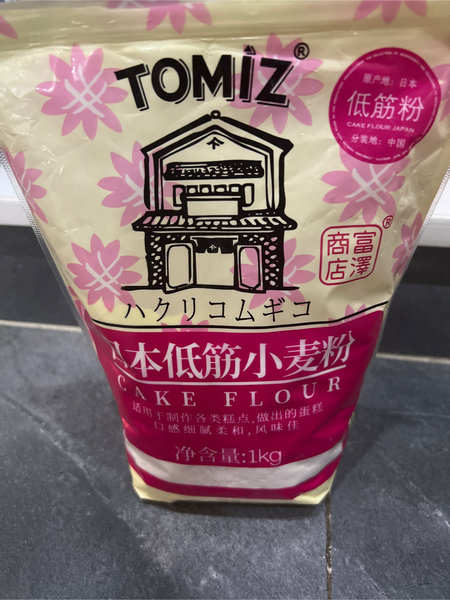 TOMIZ®
原产地：日本
低筋粉
CAKE FLOUR JAPAN
分装地：中国
富澤®
商店
ハクリコムギコ
日本低筋小麦粉
CAKE FLOUR
适用于制作各类糕点，做出的蛋糕
口感细腻柔和，风味佳
净含量:1kg